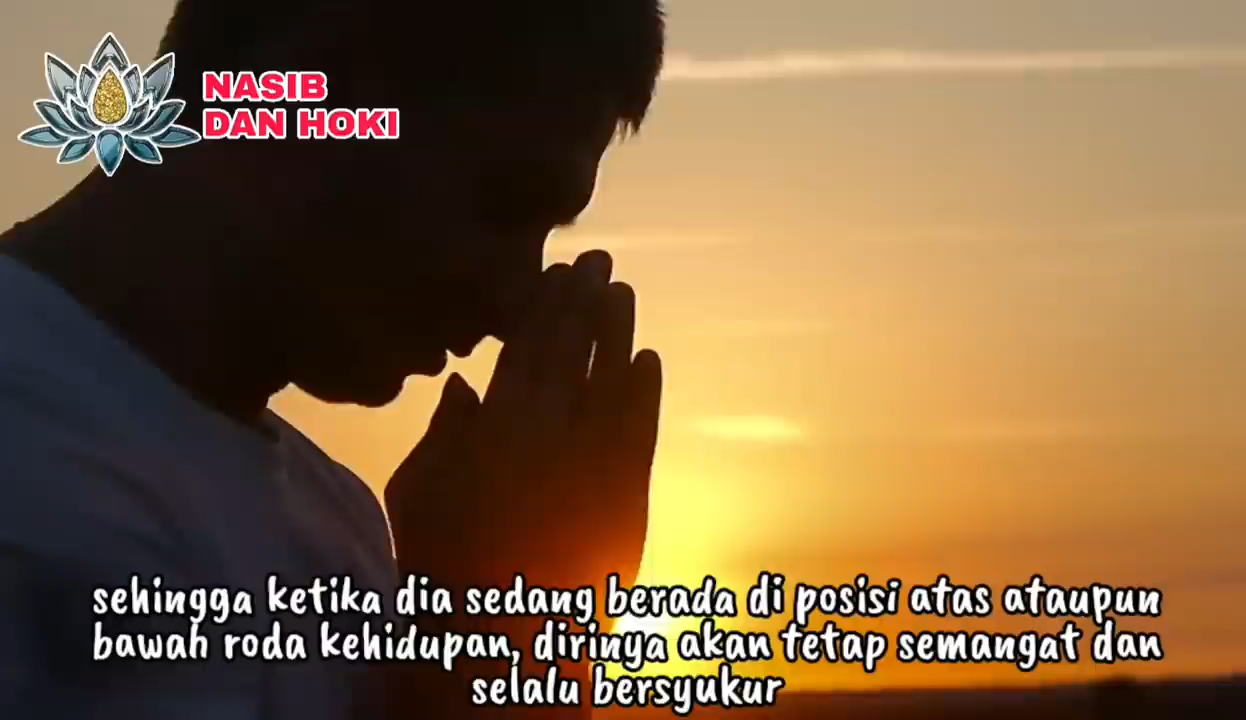 NASIB
DAN HOKI
sehingga ketika dia sedang berada di posisi atas ataupun
bawah roda kehidupan, dirinya akan tetap semangat dan
selalu bersyukur